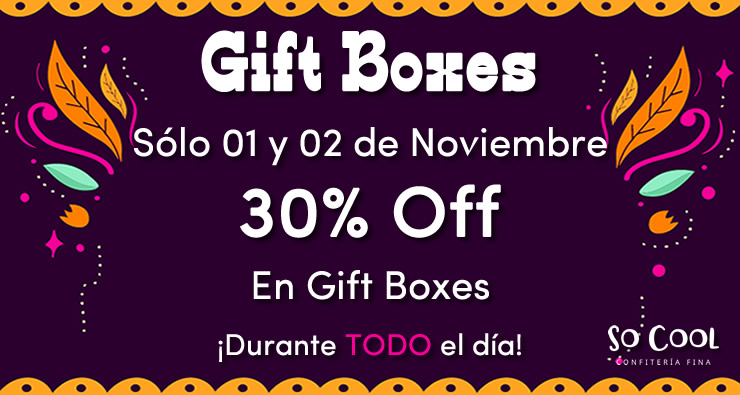 Gift Boxes
Sólo 01 y 02 de Noviembre
30% Off
En Gift Boxes
¡Durante TODO el día!
SO COOL
CONFITERÍA FINA